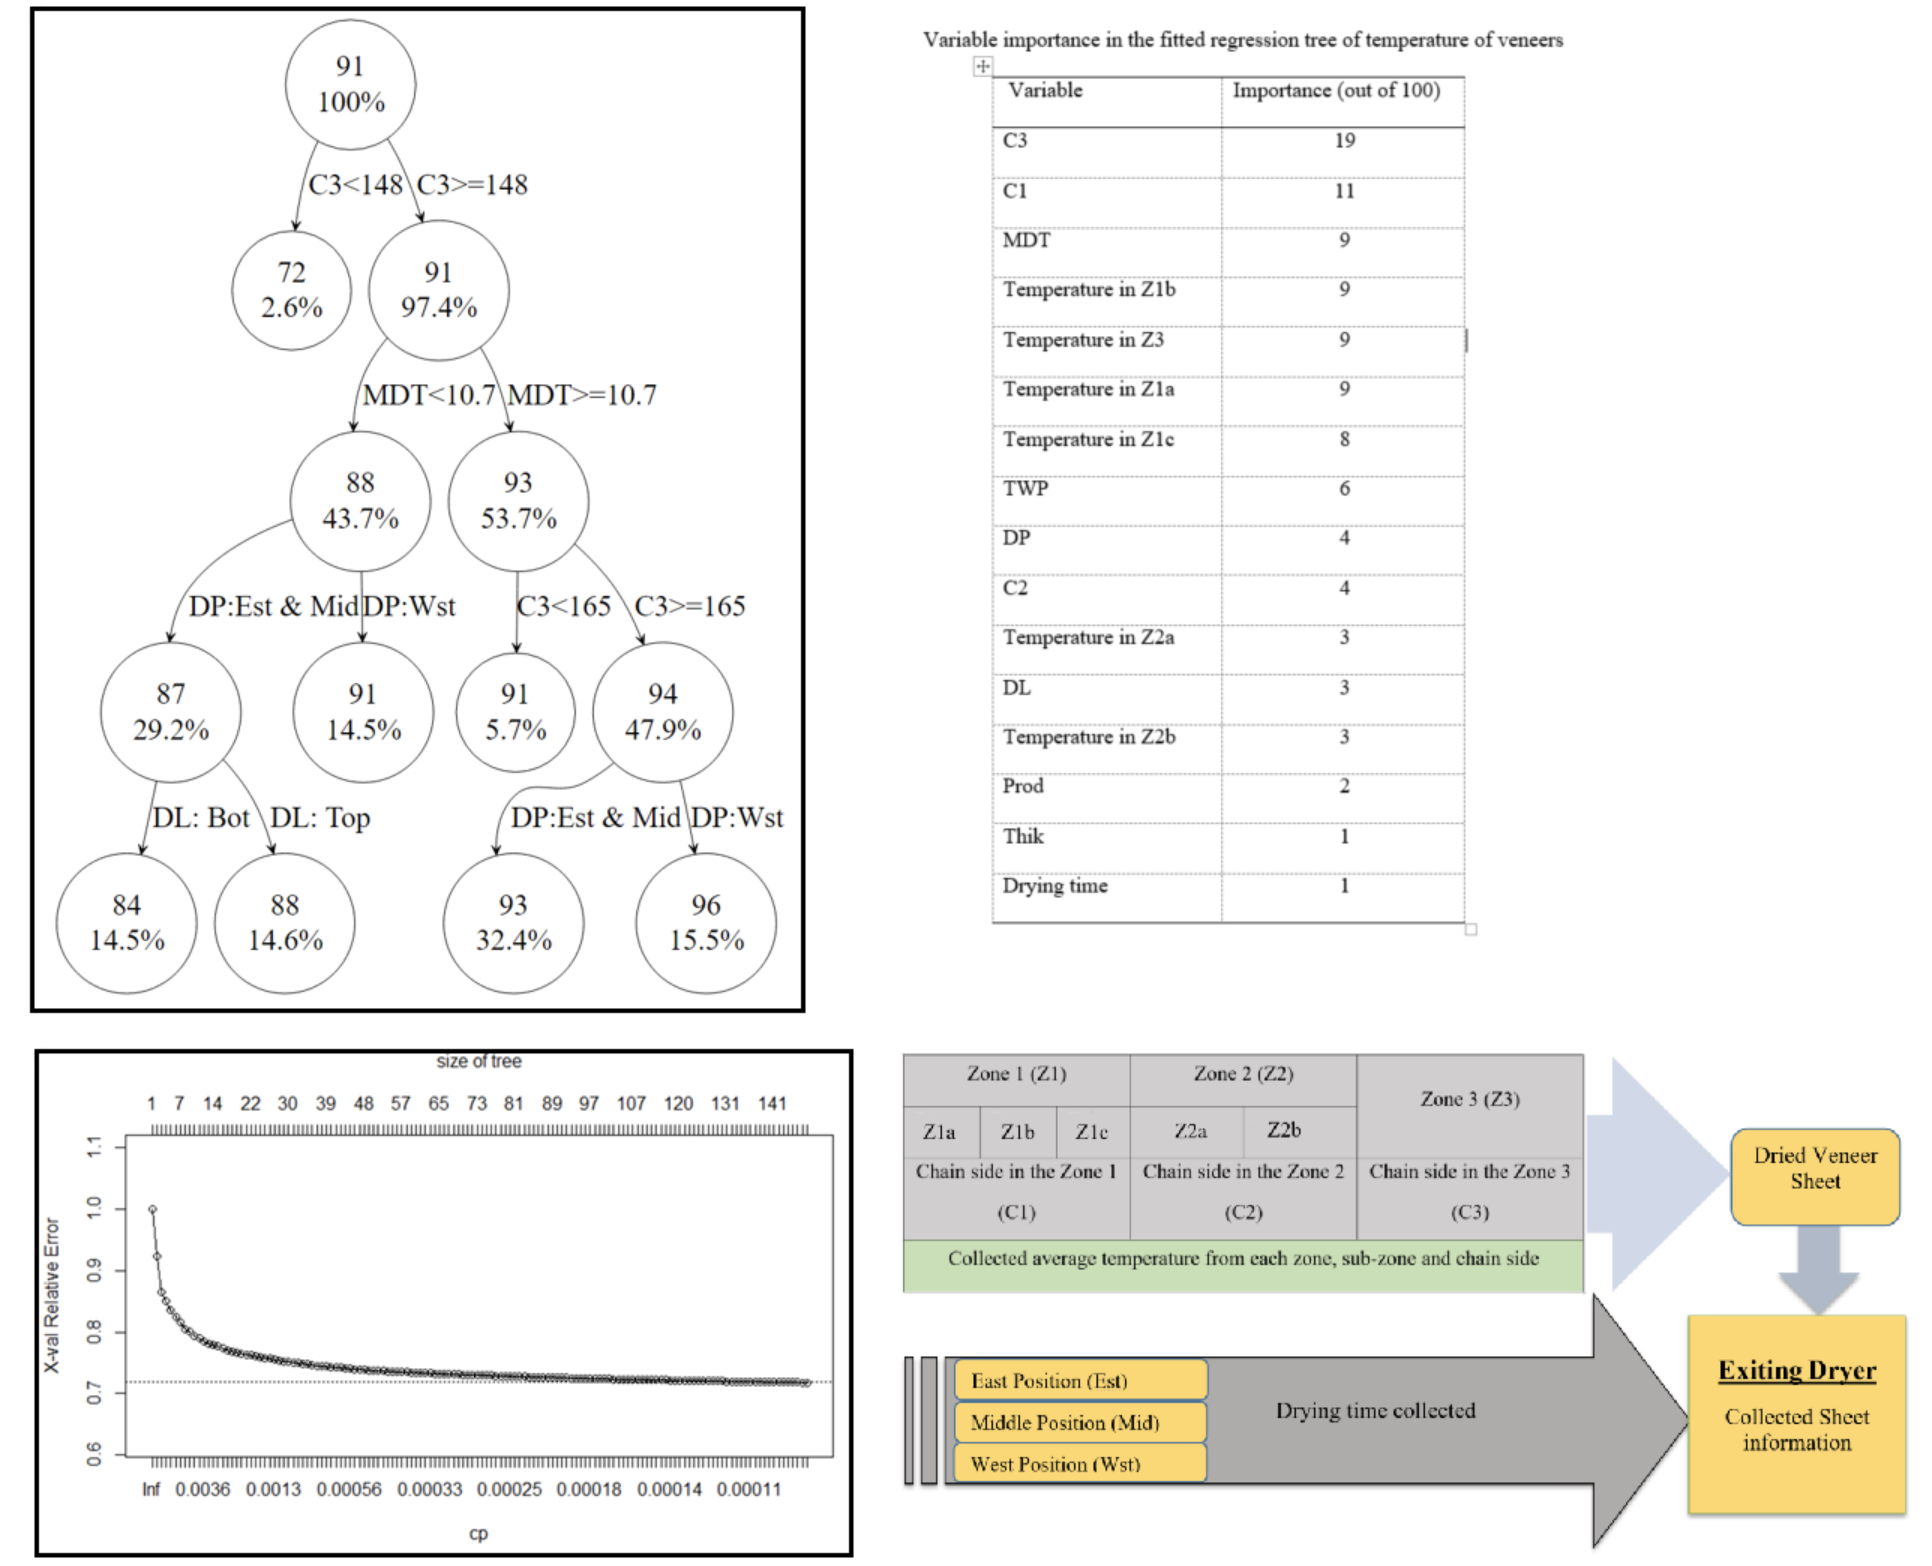 91
100%
C3<148 C3>=148
72
2.6%
91
97.4%
MDT<10.7 MDT>=10.7
88
43.7%
93
53.7%
DP:Est & Mid DP:Wst C3<165 C3>=165
87
29.2%
91
14.5%
91
5.7%
94
47.9%
DL: Bot DL: Top DP:Est & Mid DP:Wst
84
14.5%
88
14.6%
93
32.4%
96
15.5%
Variable importance in the fitted regression tree of temperature of veneers
Variable Importance (out of 100)
C3 19
C1 11
MDT 9
Temperature in Z1b 9
Temperature in Z3 9
Temperature in Z1a 9
Temperature in Z1c 8
TWP 6
DP 4
C2 4
Temperature in Z2a 3
DL 3
Temperature in Z2b 3
Prod 2
Thik 1
Drying time 1
size of tree
1 7 14 22 30 39 48 57 65 73 81 89 97 107 120 131 141
X-val Relative Error
1.1
1.0
0.9
0.8
0.7
0.6
Inf 0.0036 0.0013 0.00056 0.00033 0.00025 0.00018 0.00014 0.00011
cp
Zone 1 (Z1) Zone 2 (Z2) Zone 3 (Z3)
Z1a Z1b Z1c Z2a Z2b
Chain side in the Zone 1
(C1)
Chain side in the Zone 2
(C2)
Chain side in the Zone 3
(C3)
Collected average temperature from each zone, sub-zone and chain side
Dried Veneer
Sheet
East Position (Est)
Middle Position (Mid)
West Position (Wst)
Drying time collected
Exiting Dryer
Collected Sheet
information